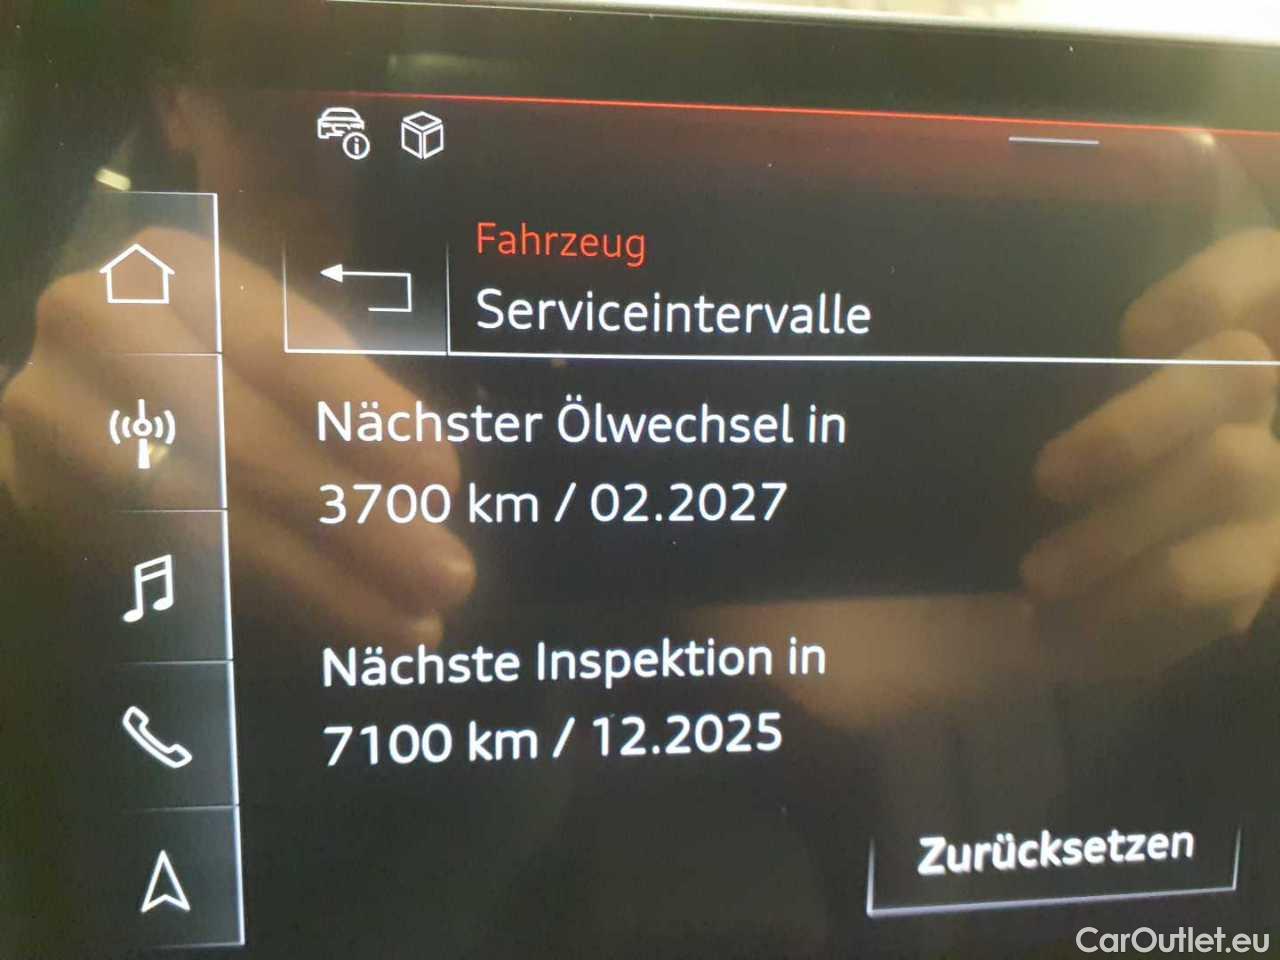 Fahrzeug
Serviceintervalle
Nächster Ölwechsel in
3700 km / 02.2027
Nächste Inspektion in
7100 km / 12.2025
Zurücksetzen
CarOutlet.eu